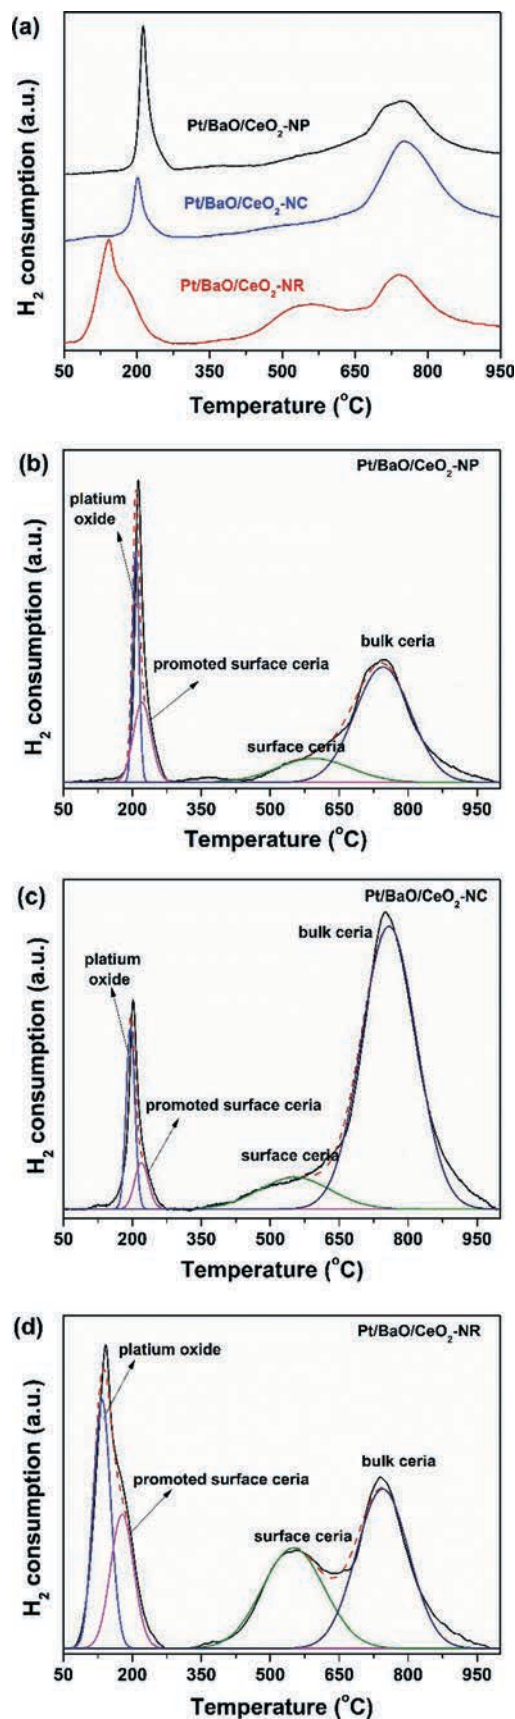 (a)
H2 consumption (a.u.)
Pt/BaO/CeO2-NP
Pt/BaO/CeO2-NC
Pt/BaO/CeO2-NR
50 200 350 500 650 800 950
Temperature (oC)
(b)
Pt/BaO/CeO2-NP
H2 consumption (a.u.)
platium
oxide
promoted surface ceria
surface ceria
bulk ceria
50 200 350 500 650 800
Temperature (oC)
(c)
Pt/BaO/CeO2-NC
H2 consumption (a.u.)
platium
oxide
promoted surface ceria
surface ceria
bulk ceria
50 200 350 500 650 800
Temperature (oC)
(d)
Pt/BaO/CeO2-NR
H2 consumption (a.u.)
platium oxide
promoted surface ceria
surface ceria
bulk ceria
50 200 350 500 650 800
Temperature (oC)